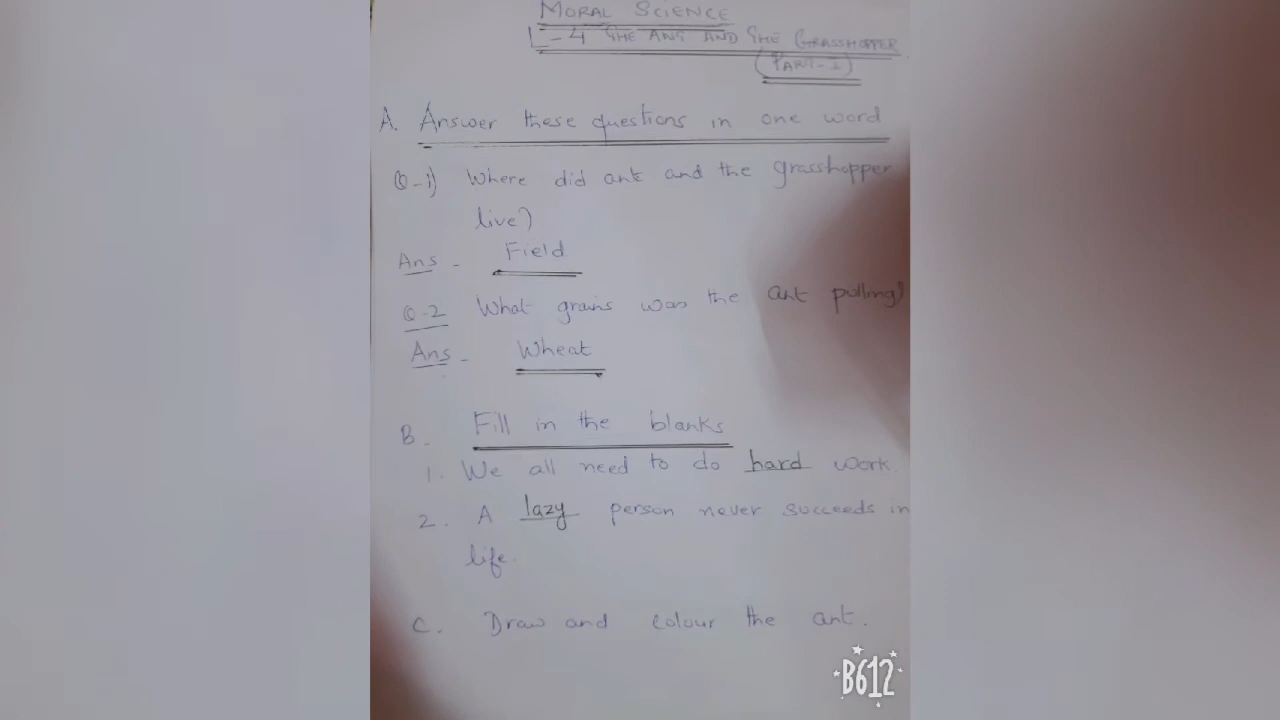 MORAL SCIENCE
L-4 THE ANT AND THE GRASSHOPPER
(PART-I)
A. Answer these questions in one word
Q-1) Where did ant and the grasshopper
live?
Ans - Field
Q-2 What grains was the ant pulling?
Ans - Wheat
B. Fill in the blanks
1. We all need to do hard work.
2. A lazy person never succeeds in
life.
C. Draw and colour the ant.
B612